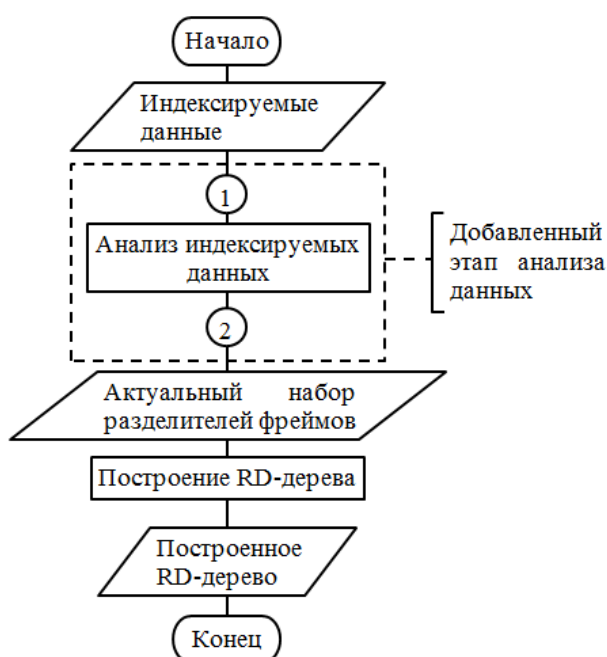 Начало
Индексируемые
данные
1
Анализ индексируемых
данных
Добавленный
этап анализа
данных
2
Актуальный набор
разделителей фреймов
Построение RD-дерева
Построенное
RD-дерево
Конец